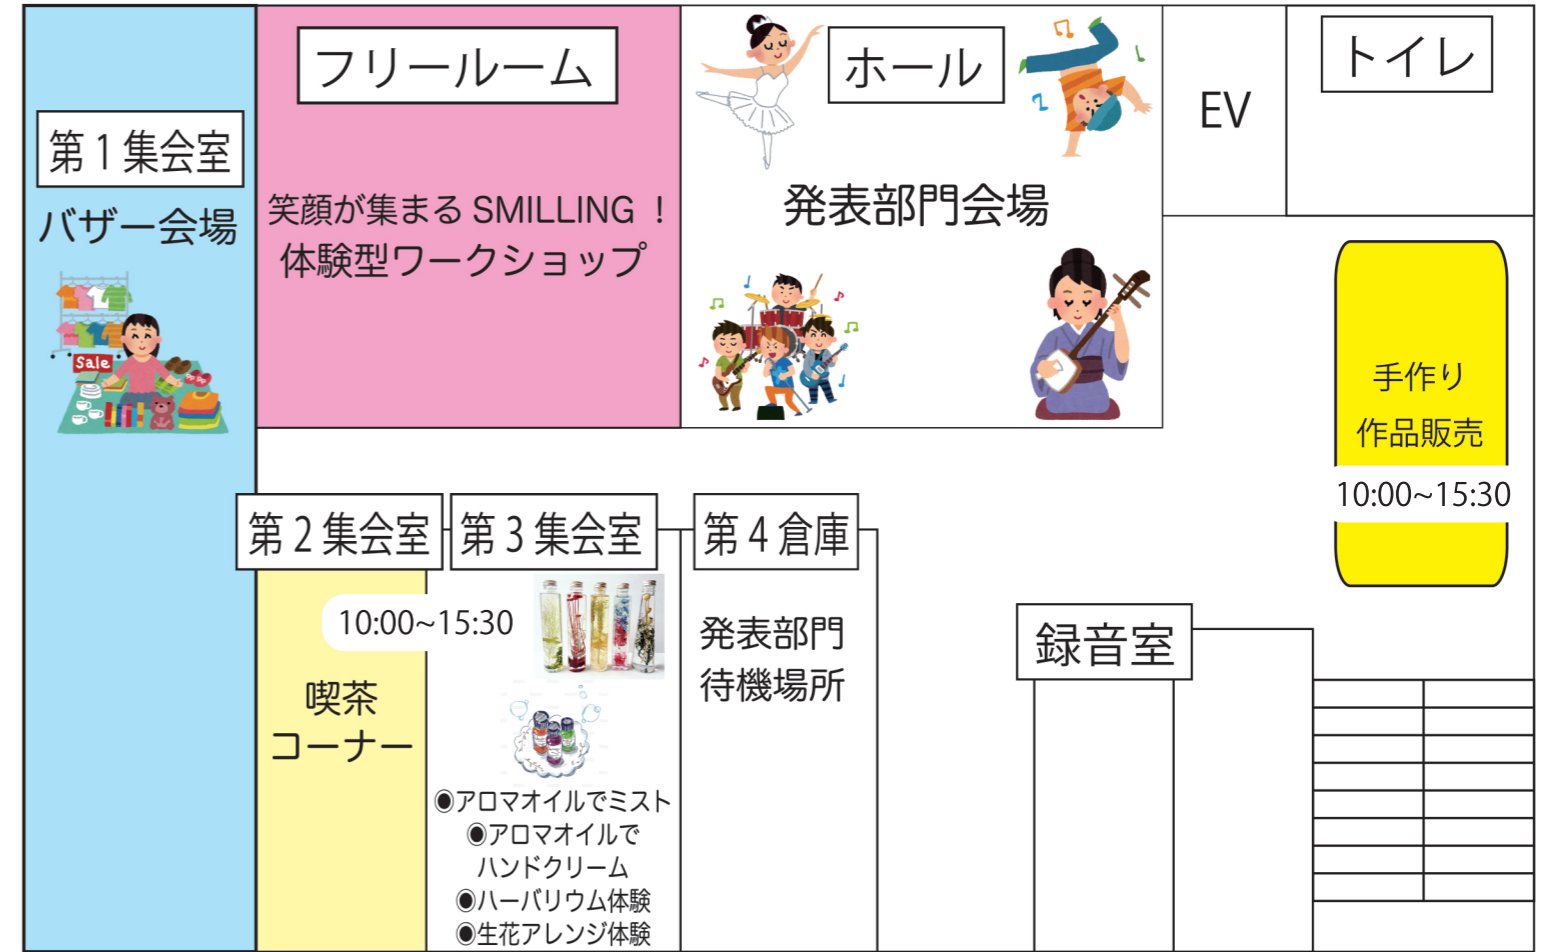 第1集会室
バザー会場
Sale
フリールーム
笑顔が集まる SMILLING !
体験型ワークショップ
ホール
発表部門会場
EV
トイレ
手作り
作品販売
10:00~15:30
第2集会室
第3集会室
第4倉庫
10:00~15:30
喫茶
コーナー
◉アロマオイルでミスト
◉アロマオイルで
ハンドクリーム
◉ハーバリウム体験
◉生花アレンジ体験
発表部門
待機場所
録音室